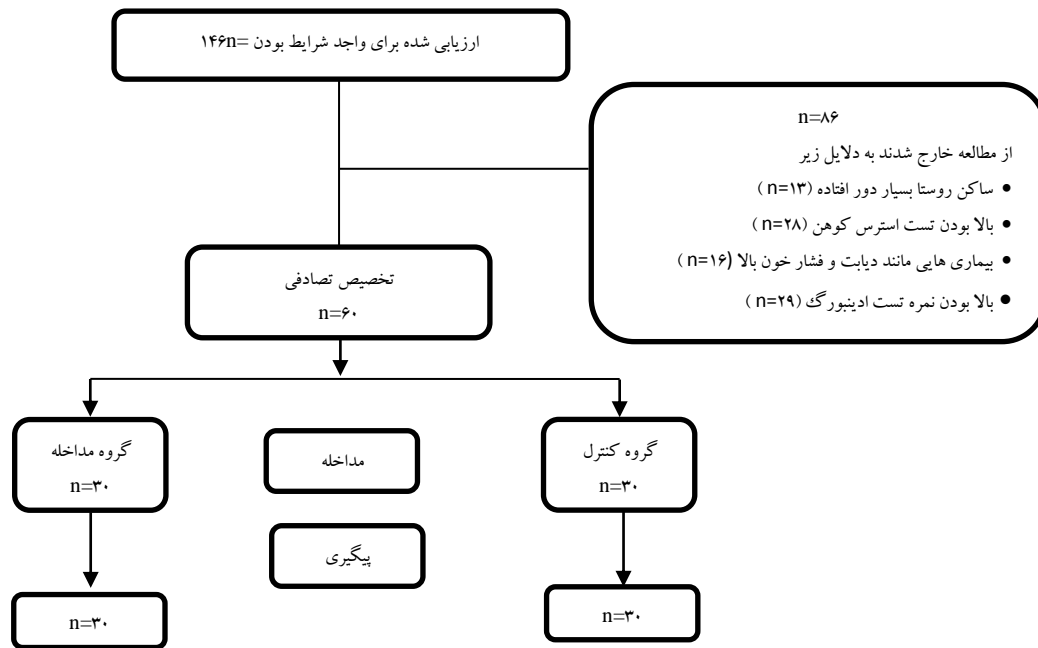 ارزیابی شده برای واجد شرایط بودن =n۱۴۶
n=۸۶
از مطالعه خارج شدند به دلایل زیر
• ساکن روستا بسیار دور افتاده (n=۱۳ )
• بالا بودن تست استرس کوهن (n=۲۸ )
• بیماری هایی مانند دیابت و فشار خون بالا (n=۱۶ )
• بالا بودن نمره تست ادینبورگ (n=۲۹ )
تخصیص تصادفی
n=۶۰
گروه کنترل
n=۳۰
مداخله
گروه مداخله
n=۳۰
پیگیری
n=۳۰
n=۳۰